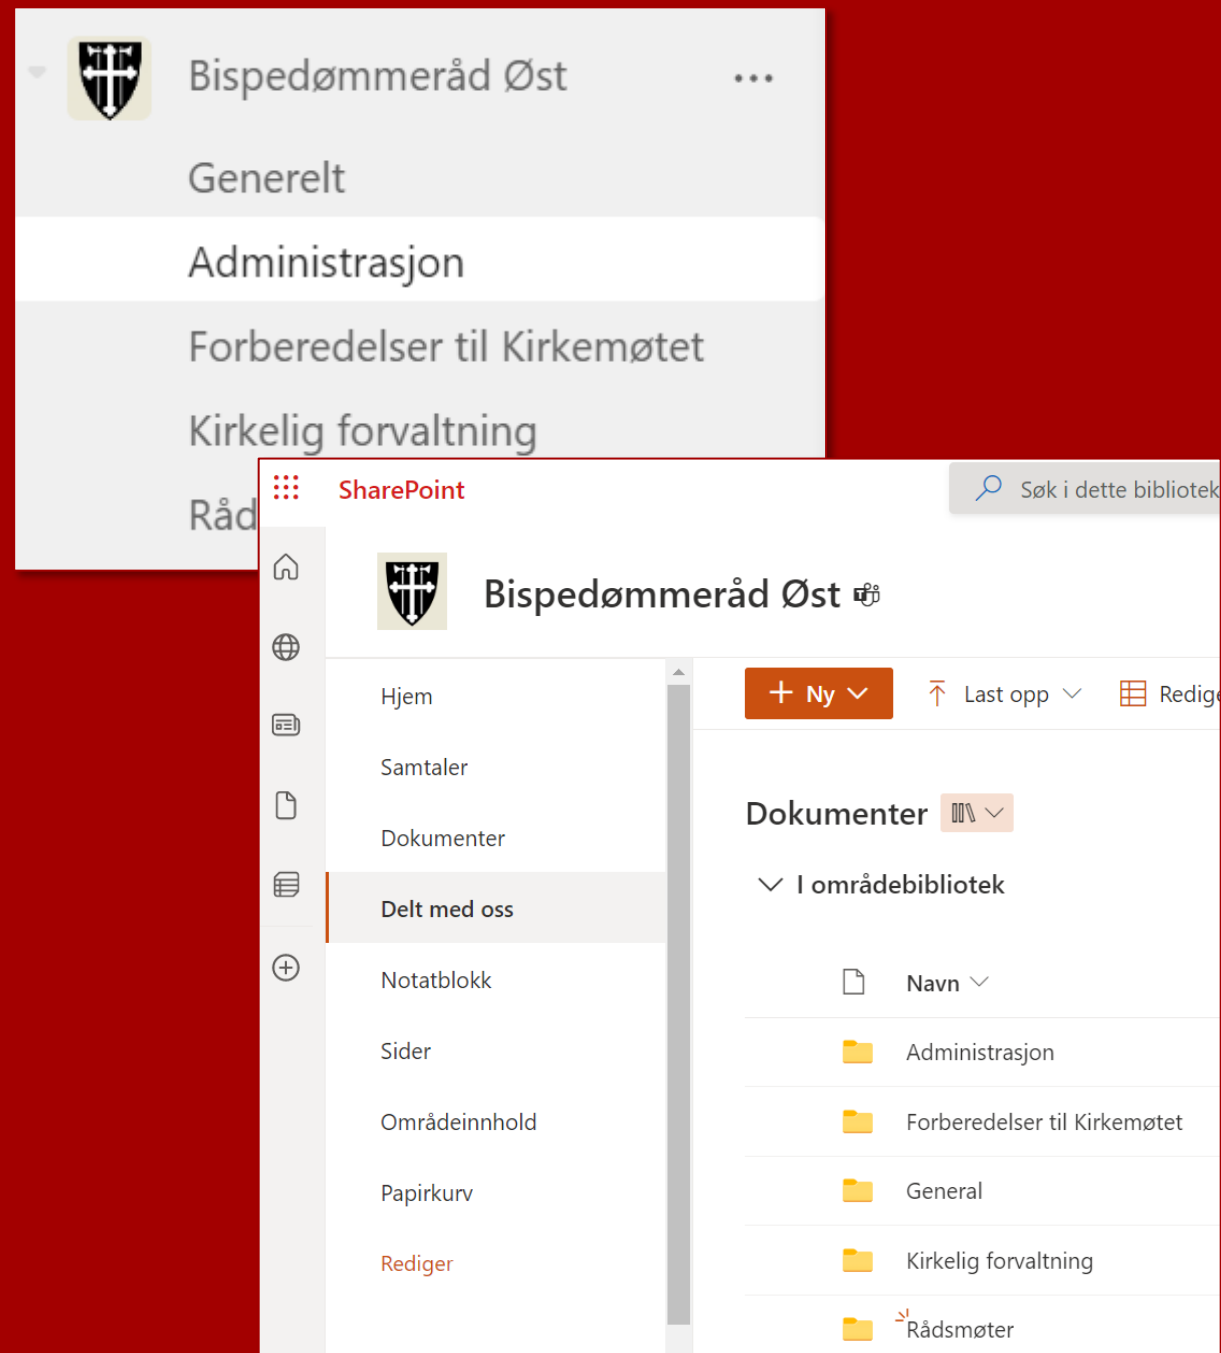 Bispedømmeråd Øst
Generelt
Administrasjon
Forberedelser til Kirkemøtet
Kirkelig forvaltning
Råd
SharePoint
Søk i dette bibliotek
Bispedømmeråd Øst
Hjem
Samtaler
Dokumenter
Delt med oss
Notatblokk
Sider
Områdeinnhold
Papirkurv
Rediger
+ Ny
Last opp
Redige
Dokumenter
I områdebibliotek
Navn
Administrasjon
Forberedelser til Kirkemøtet
General
Kirkelig forvaltning
Rådsmøter